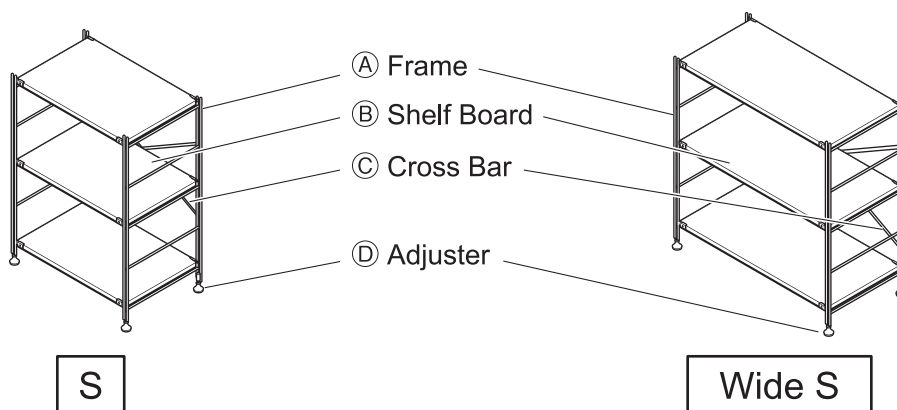 Ⓐ Frame
Ⓑ Shelf Board
Ⓒ Cross Bar
Ⓓ Adjuster
S
Wide S